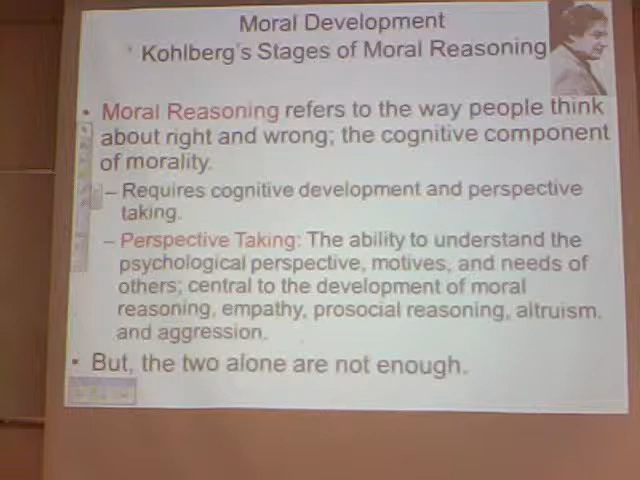 Moral Development
Kohlberg's Stages of Moral Reasoning
• Moral Reasoning refers to the way people think
about right and wrong; the cognitive component
of morality.
– Requires cognitive development and perspective
taking.
– Perspective Taking: The ability to understand the
psychological perspective, motives, and needs of
others; central to the development of moral
reasoning, empathy, prosocial reasoning, altruism,
and aggression.
• But, the two alone are not enough.